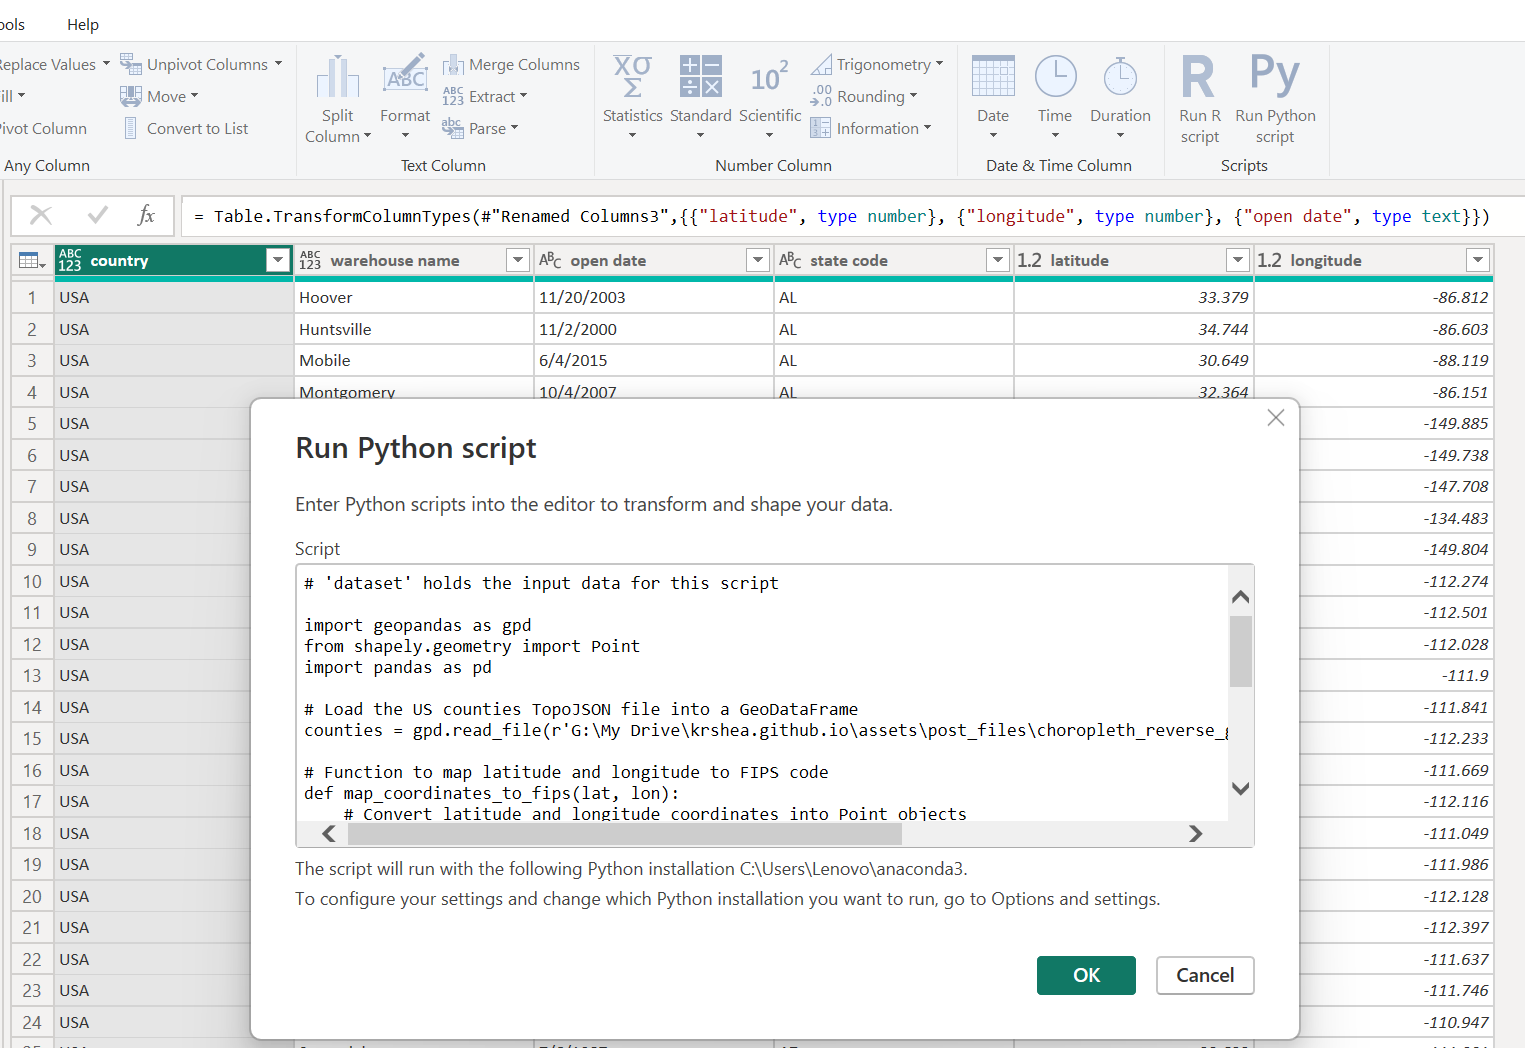 Help
Replace Values
Unpivot Columns
Move
Pivot Column
Convert to List
Any Column
Split Column
Format
Merge Columns
Extract
Parse
Text Column
Statistics
Standard
Scientific
Trigonometry
Rounding
Information
Number Column
Date
Time
Duration
Date & Time Column
Run R script
Run Python script
Scripts
fx
= Table.TransformColumnTypes(#"Renamed Columns3",{{"latitude", type number}, {"longitude", type number}, {"open date", type text}})
ABC 123 country
ABC 123 warehouse name
ABC open date
ABC state code
1.2 latitude
1.2 longitude
1 USA Hoover 11/20/2003 AL 33.379 -86.812
2 USA Huntsville 11/2/2000 AL 34.744 -86.603
3 USA Mobile 6/4/2015 AL 30.649 -88.119
4 USA Montgomery 10/4/2007 AL 32.364 -86.151
5 USA -149.885
6 USA -149.738
7 USA -147.708
8 USA -134.483
9 USA -149.804
10 USA -112.274
11 USA -112.501
12 USA -112.028
13 USA -111.9
14 USA -111.841
15 USA -112.233
16 USA -111.669
17 USA -112.116
18 USA -111.049
19 USA -111.986
20 USA -112.128
21 USA -112.397
22 USA -111.637
23 USA -111.746
24 USA -110.947
Run Python script
Enter Python scripts into the editor to transform and shape your data.
Script
# 'dataset' holds the input data for this script
import geopandas as gpd
from shapely.geometry import Point
import pandas as pd
# Load the US counties TopoJSON file into a GeoDataFrame
counties = gpd.read_file(r'G:\My Drive\krshea.github.io\assets\post_files\choropleth_reverse_g
# Function to map latitude and longitude to FIPS code
def map_coordinates_to_fips(lat, lon):
# Convert latitude and longitude coordinates into Point objects
The script will run with the following Python installation C:\Users\Lenovo\anaconda3.
To configure your settings and change which Python installation you want to run, go to Options and settings.
OK
Cancel